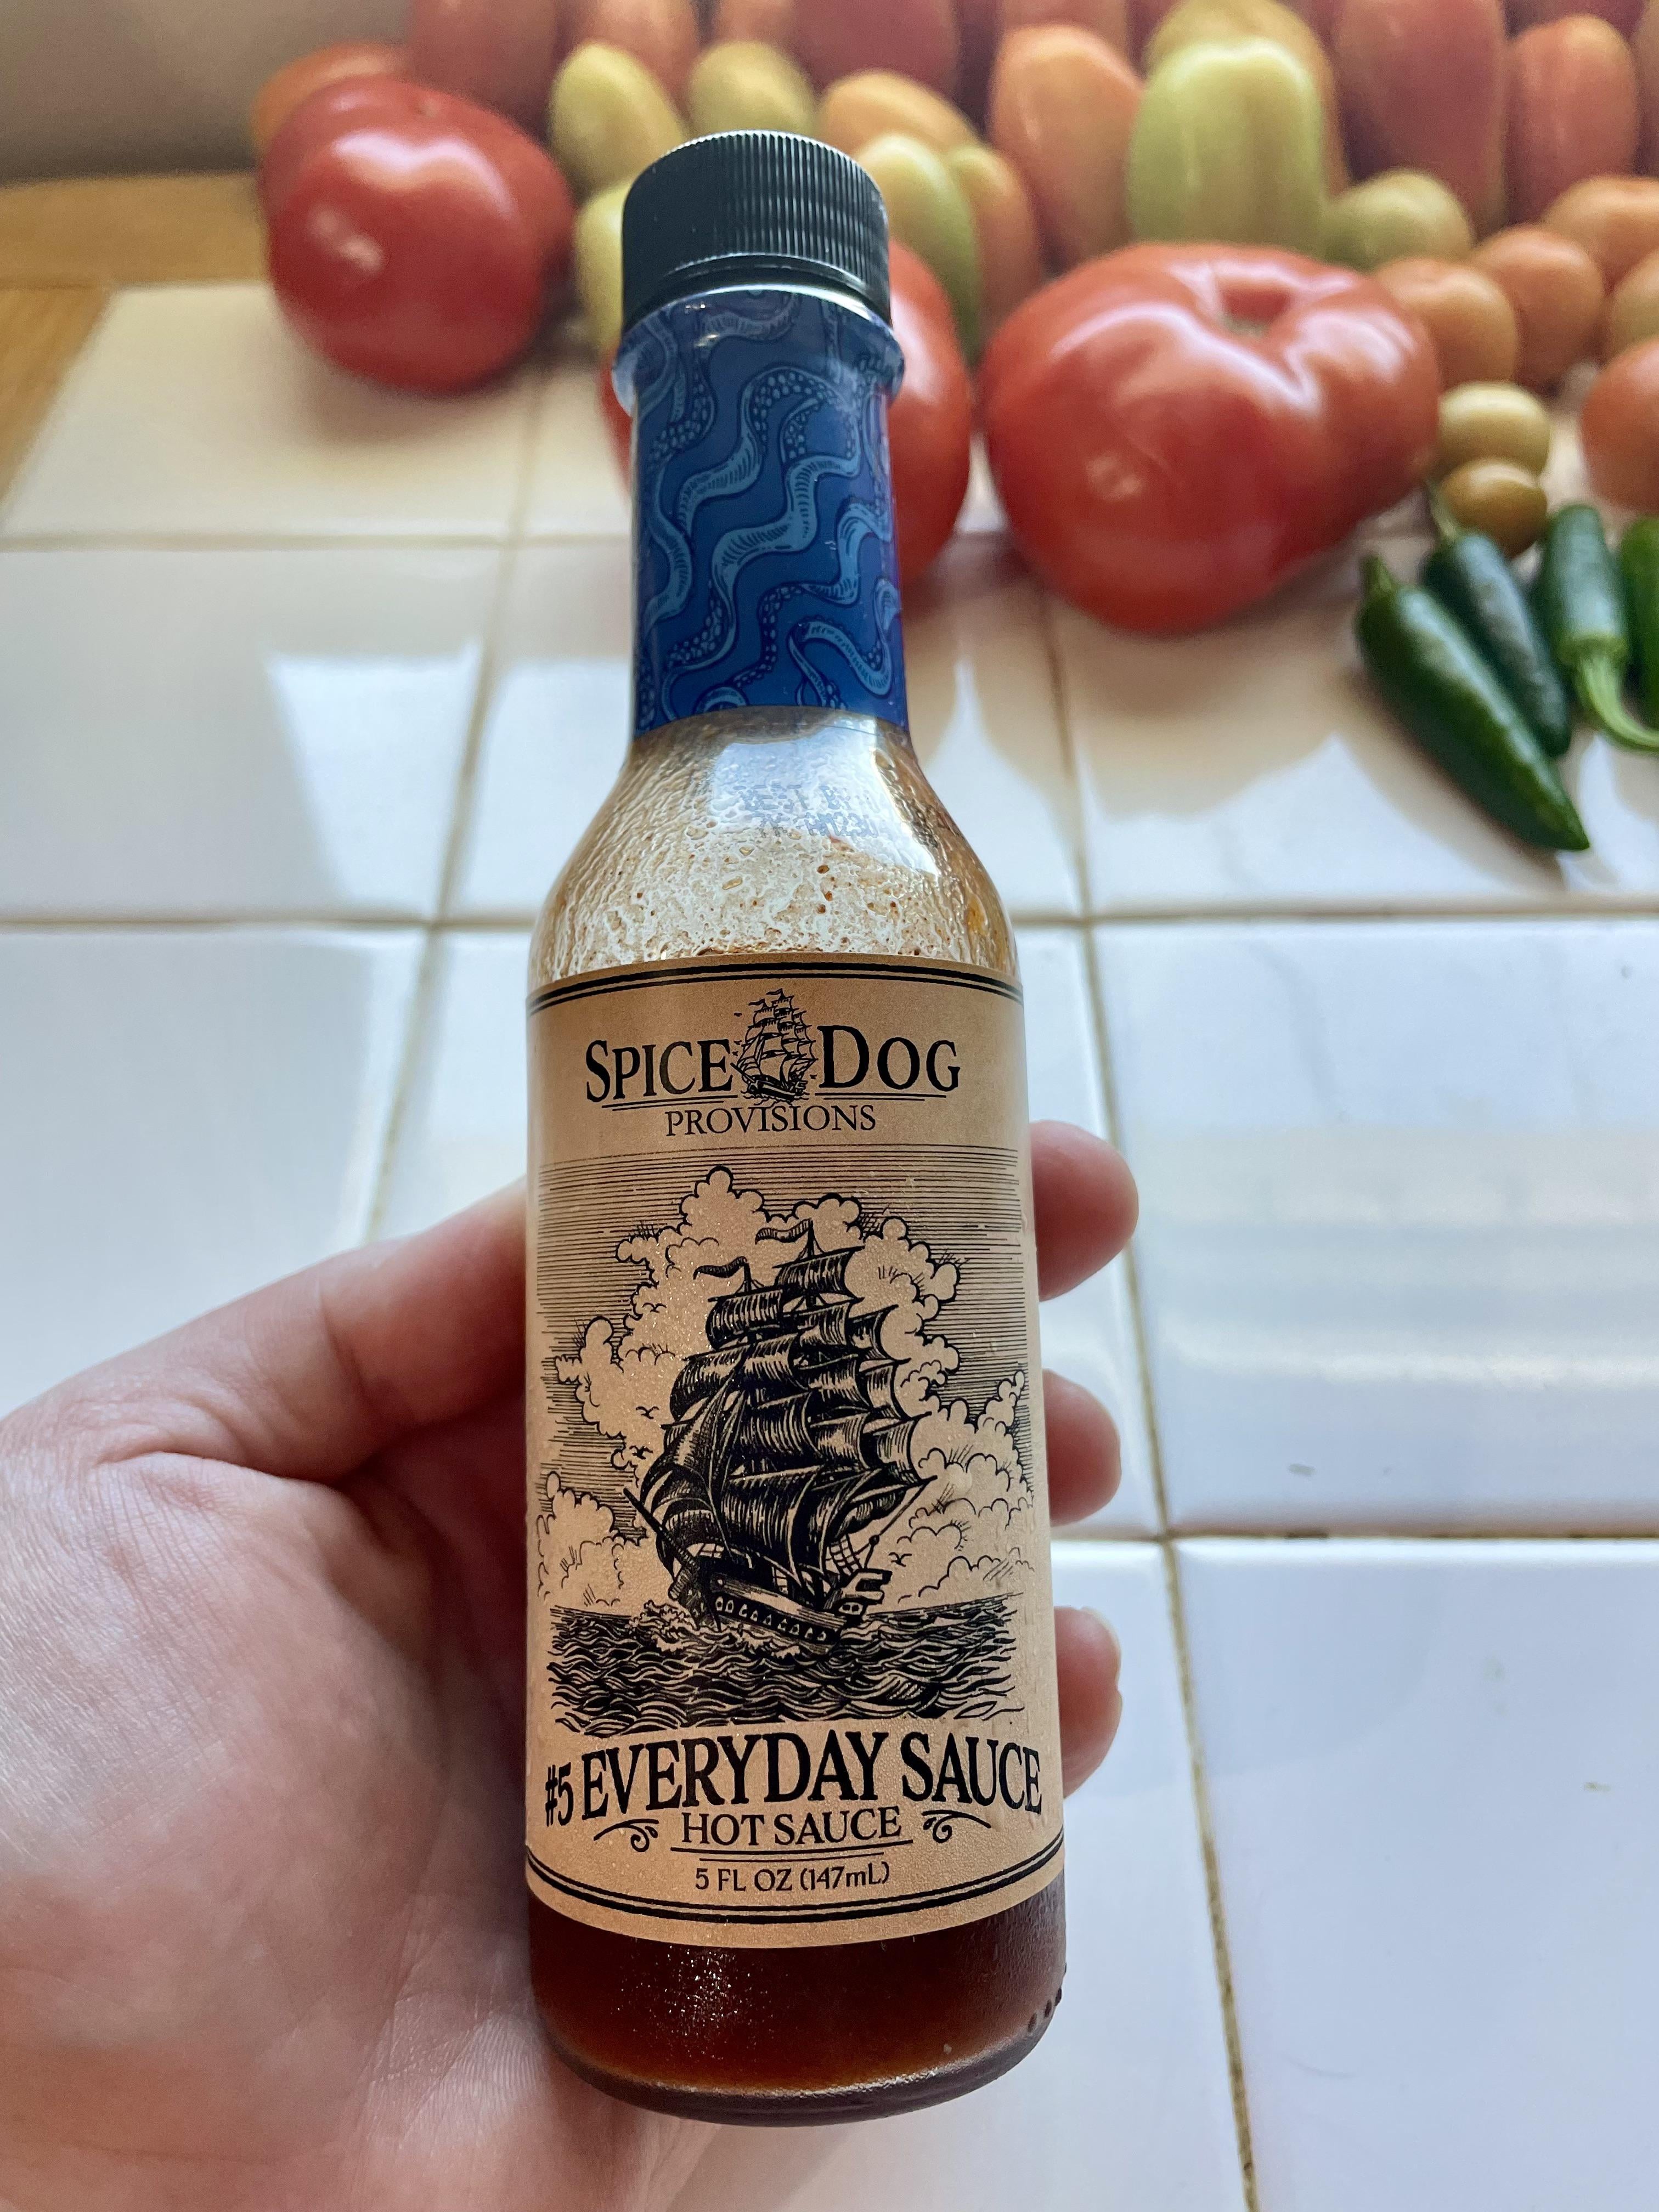 SPICE DOG
PROVISIONS
#5 EVERYDAY SAUCE
HOT SAUCE
5 FL OZ (147mL)